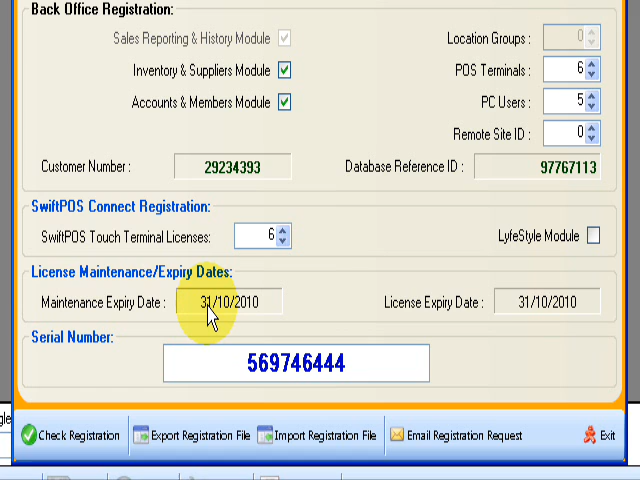 Back Office Registration:
Sales Reporting & History Module
Location Groups : 0
Inventory & Suppliers Module
POS Terminals : 6
Accounts & Members Module
PC Users : 5
Remote Site ID : 0
Customer Number : 29234393
Database Reference ID : 97767113
SwiftPOS Connect Registration:
SwiftPOS Touch Terminal Licenses: 6
LyfeStyle Module
License Maintenance/Expiry Dates:
Maintenance Expiry Date : 31/10/2010
License Expiry Date : 31/10/2010
Serial Number:
569746444
Check Registration Export Registration File Import Registration File Email Registration Request Exit